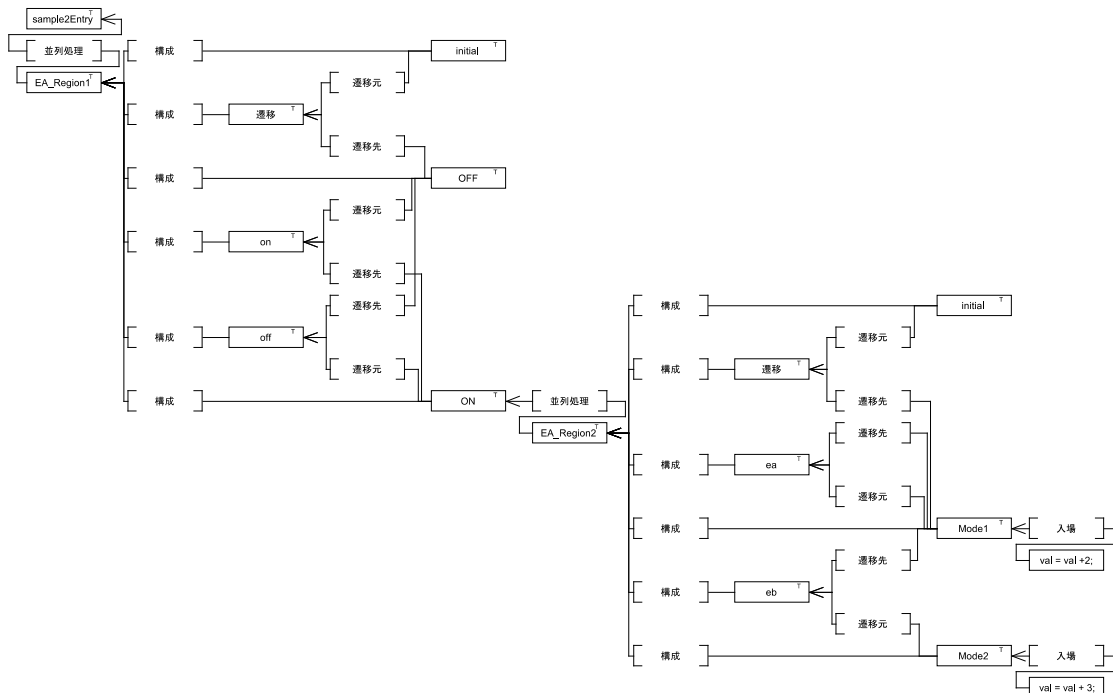 sample2Entry T
並列処理 構成 initial T
EA_Region1 T 遷移元
構成 遷移 T
遷移先
構成 OFF T
遷移元
構成 on T
遷移先
構成 initial T
遷移先
構成 off T 遷移元
遷移元 構成 遷移 T
構成 ON T 並列処理 遷移先
EA_Region2 T 遷移先
構成 ea T
遷移元
構成 Mode1 T 入場
遷移先 val = val +2;
構成 eb T
遷移元
構成 Mode2 T 入場
val = val + 3;